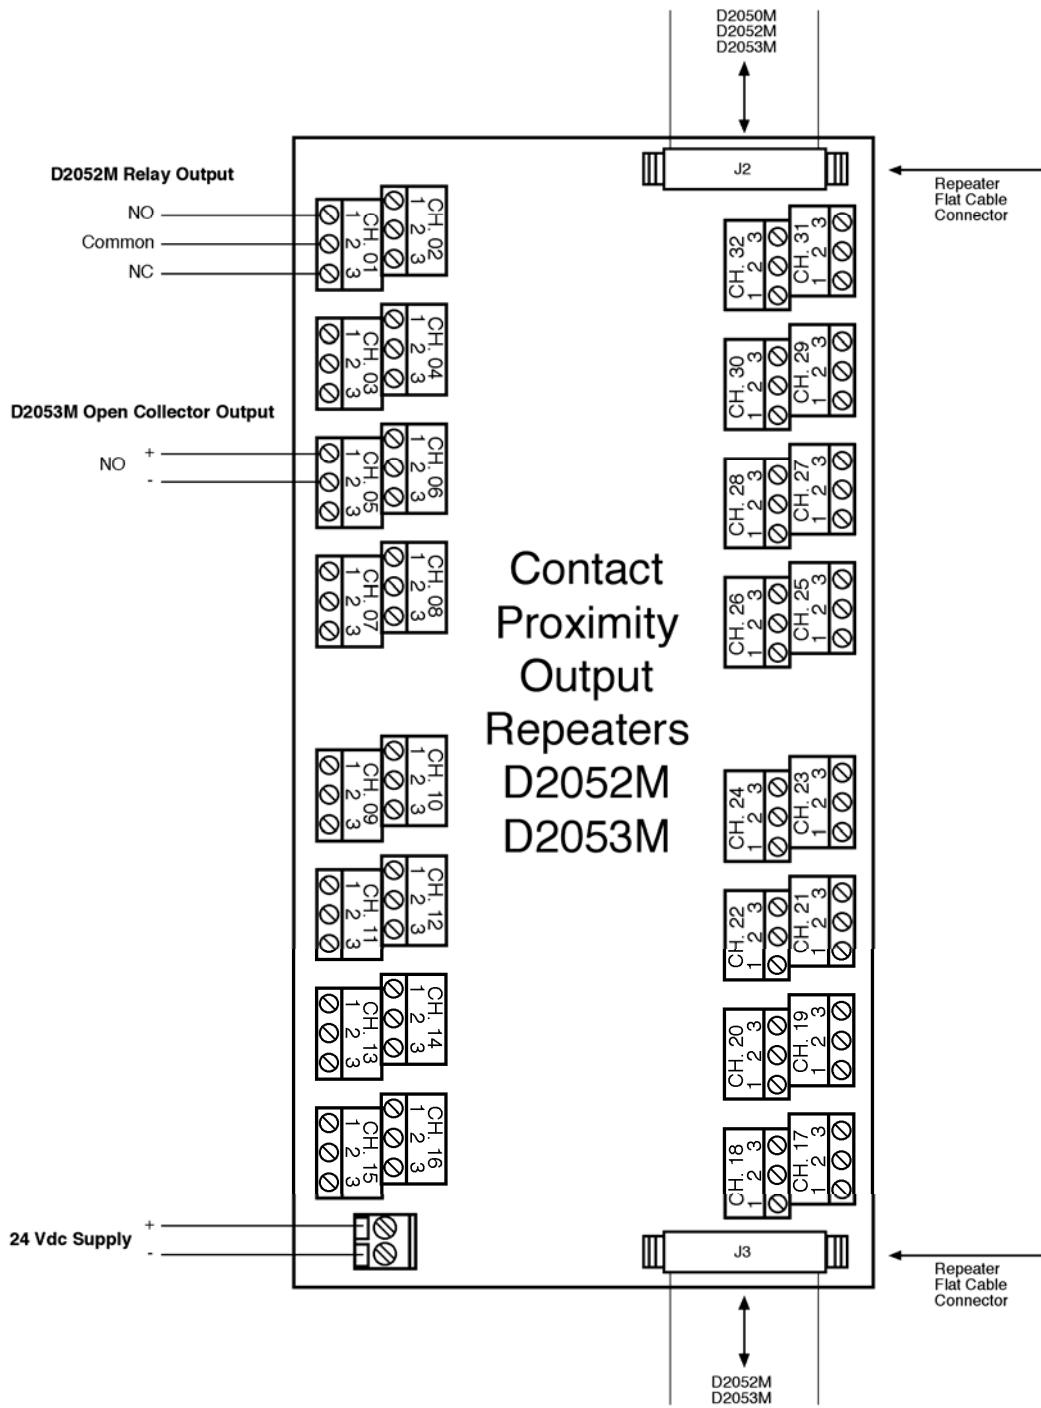 D2050M
D2052M
D2053M
J2
Repeater
Flat Cable
Connector
D2052M Relay Output
NO
Common
NC
1 2 3
CH. 01
1 2 3
CH. 02
1 2 3
CH. 03
1 2 3
CH. 04
D2053M Open Collector Output
NO
+
-
1 2 3
CH. 05
1 2 3
CH. 06
1 2 3
CH. 07
1 2 3
CH. 08
1 2 3
CH. 09
1 2 3
CH. 10
1 2 3
CH. 11
1 2 3
CH. 12
1 2 3
CH. 13
1 2 3
CH. 14
1 2 3
CH. 15
1 2 3
CH. 16
24 Vdc Supply
+
-
Contact
Proximity
Output
Repeaters
D2052M
D2053M
CH. 32
1 2 3
CH. 31
1 2 3
CH. 30
1 2 3
CH. 29
1 2 3
CH. 28
1 2 3
CH. 27
1 2 3
CH. 26
1 2 3
CH. 25
1 2 3
CH. 24
1 2 3
CH. 23
1 2 3
CH. 22
1 2 3
CH. 21
1 2 3
CH. 20
1 2 3
CH. 19
1 2 3
CH. 18
1 2 3
CH. 17
1 2 3
J3
Repeater
Flat Cable
Connector
D2052M
D2053M